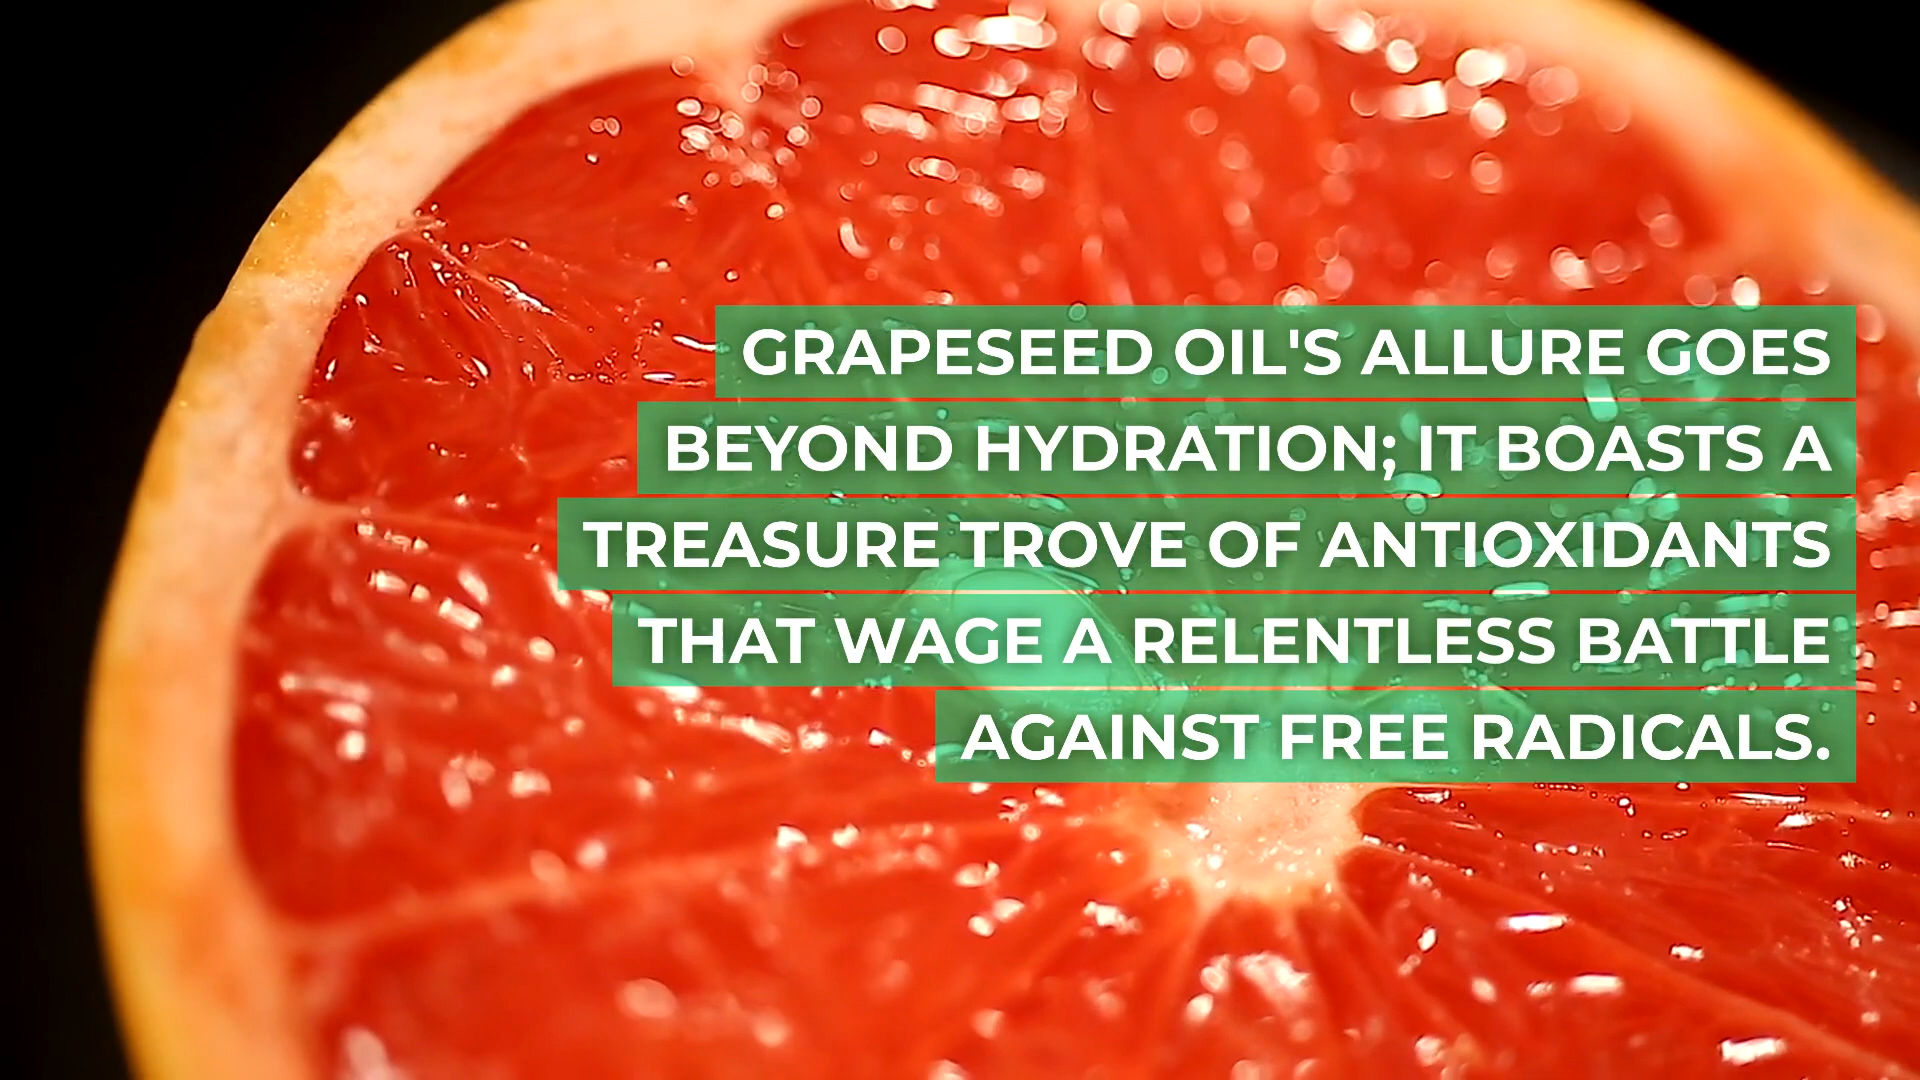 GRAPESEED OIL'S ALLURE GOES
BEYOND HYDRATION; IT BOASTS A
TREASURE TROVE OF ANTIOXIDANTS
THAT WAGE A RELENTLESS BATTLE
AGAINST FREE RADICALS.